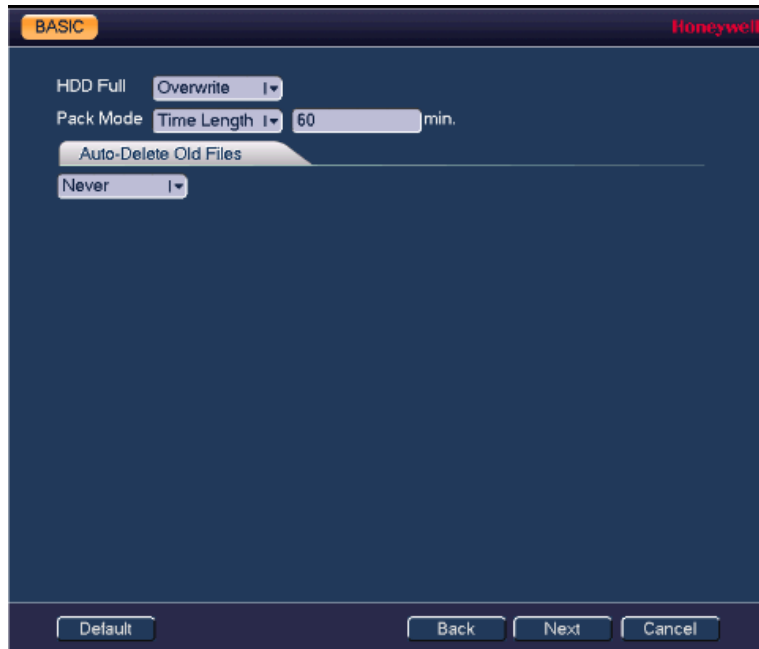 BASIC Honeywell
HDD Full Overwrite
Pack Mode Time Length 60 min.
Auto-Delete Old Files
Never
Default Back Next Cancel